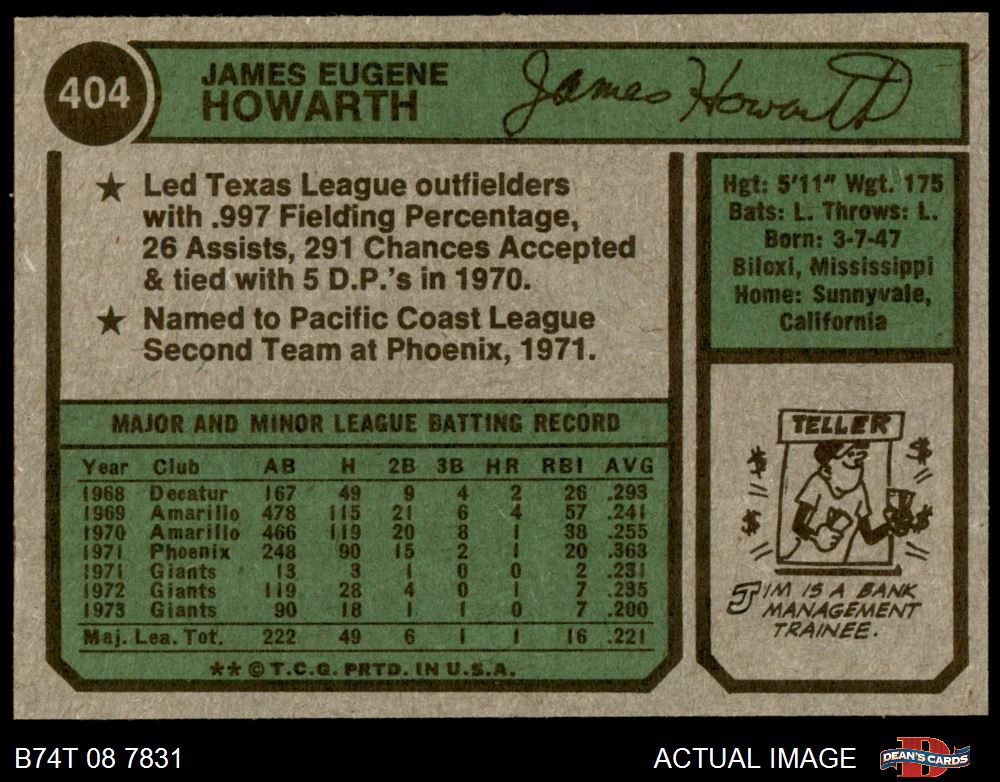 404
JAMES EUGENE
HOWARTH
James Howarth
★ Led Texas League outfielders
with .997 Fielding Percentage,
26 Assists, 291 Chances Accepted
& tied with 5 D.P.'s in 1970.
★ Named to Pacific Coast League
Second Team at Phoenix, 1971.
Hgt: 5'11" Wgt. 175
Bats: L. Throws: L.
Born: 3-7-47
Biloxi, Mississippi
Home: Sunnyvale,
California
MAJOR AND MINOR LEAGUE BATTING RECORD
Year Club AB H 2B 3B HR RBI AVG
1968 Decatur 167 49 9 4 2 26 .293
1969 Amarillo 478 115 21 6 4 57 .241
1970 Amarillo 466 119 20 8 1 38 .255
1971 Phoenix 248 90 15 2 1 20 .363
1971 Giants 13 3 1 0 0 2 .231
1972 Giants 119 28 4 0 1 7 .235
1973 Giants 90 18 1 1 0 7 .200
Maj. Lea. Tot. 222 49 6 1 1 16 .221
** © T.C.G. PRTD. IN U.S.A.
TELLER
$ $
$ $
JIM IS A BANK
MANAGEMENT
TRAINEE.
B74T 08 7831
ACTUAL IMAGE
D
DEAN'S CARDS